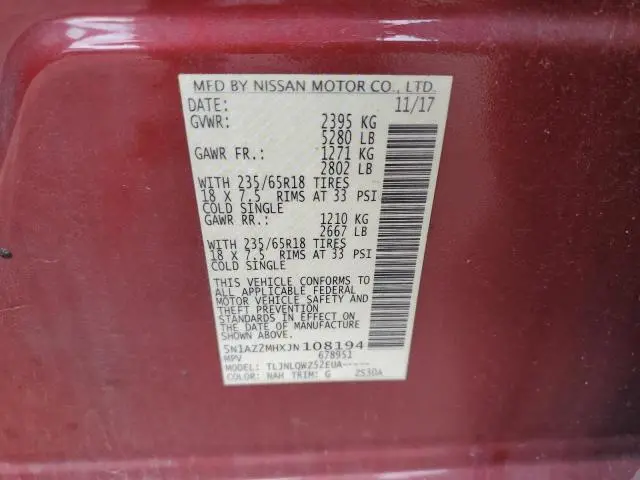 MFD BY NISSAN MOTOR CO., LTD.
DATE: 11/17
GVWR: 2395 KG
5280 LB
GAWR FR.: 1271 KG
2802 LB
WITH 235/65R18 TIRES
18 X 7.5 RIMS AT 33 PSI
COLD SINGLE
GAWR RR.: 1210 KG
2667 LB
WITH 235/65R18 TIRES
18 X 7.5 RIMS AT 33 PSI
COLD SINGLE
THIS VEHICLE CONFORMS TO
ALL APPLICABLE FEDERAL
MOTOR VEHICLE SAFETY AND
THEFT PREVENTION
STANDARDS IN EFFECT ON
THE DATE OF MANUFACTURE
5N1AZ2MHXJN108194
MPV 678951
MODEL: TLJNLQWZ52EUA-----
COLOR: NAH TRIM: G 2S30A